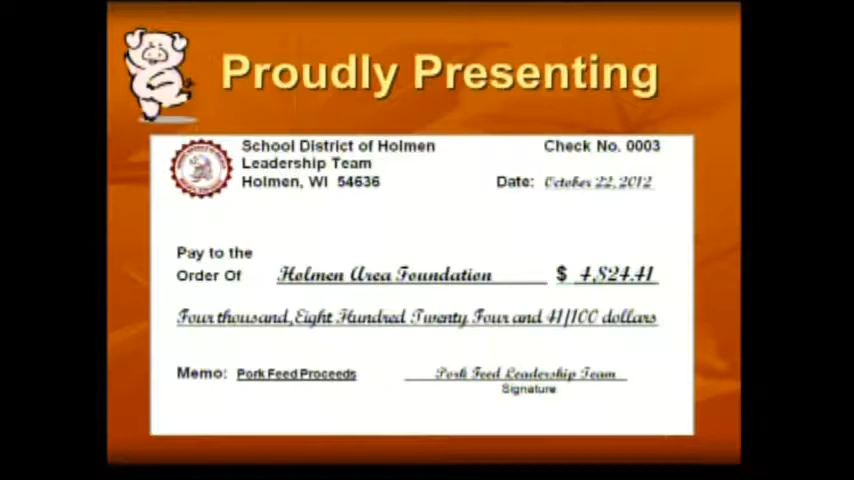 Proudly Presenting
School District of Holmen Check No. 0003
Leadership Team
Holmen, WI 54636 Date: October 22, 2012
Pay to the
Order Of Holmen Area Foundation $ 4,824.41
Four thousand, Eight Hundred Twenty Four and 41/100 dollars
Memo: Pork Feed Proceeds Pork Feed Leadership Team
Signature